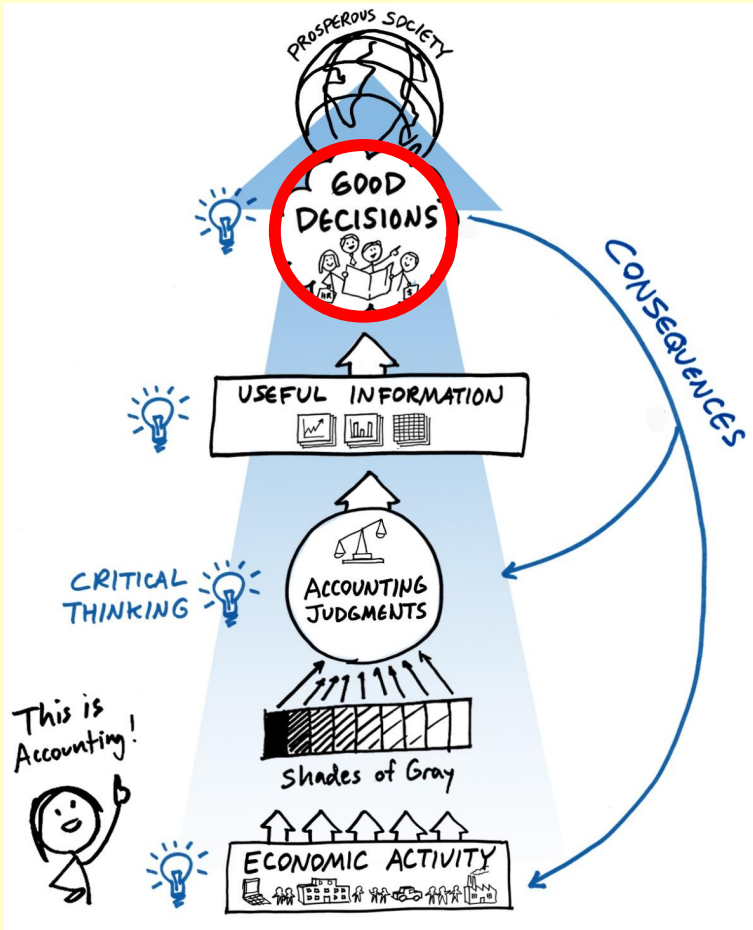 PROSPEROUS SOCIETY
GOOD
DECISIONS
HR
$
CONSEQUENCES
USEFUL INFORMATION
CRITICAL
THINKING
ACCOUNTING
JUDGMENTS
This is
Accounting!
Shades of Gray
ECONOMIC ACTIVITY